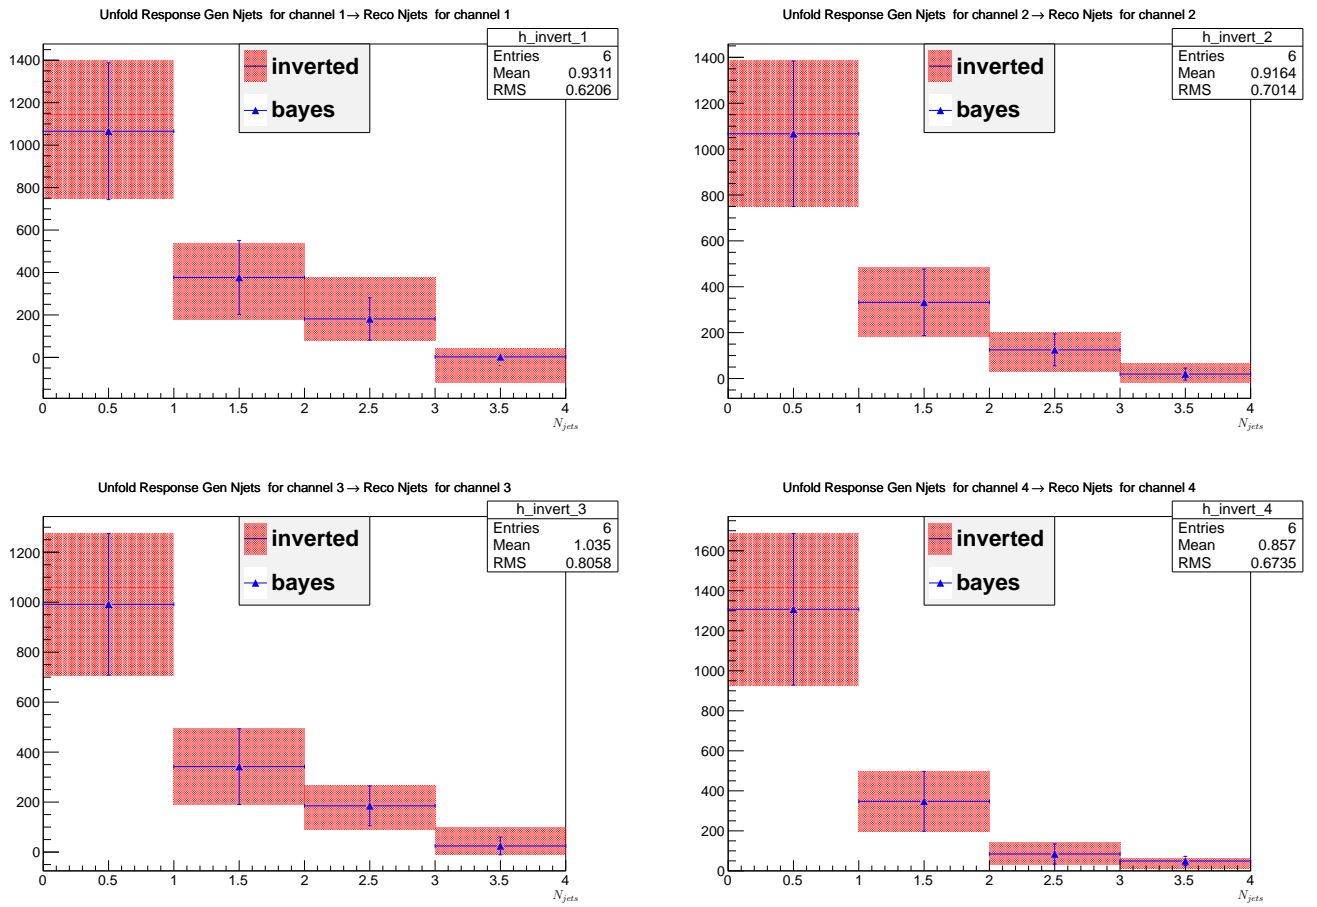 Unfold Response Gen Njets for channel 1→ Reco Njets for channel 1
h_invert_1
Entries 6
Mean 0.9311
RMS 0.6206
inverted
bayes
1400
1200
1000
800
600
400
200
0
0 0.5 1 1.5 2 2.5 3 3.5 4
N_jets
Unfold Response Gen Njets for channel 2→ Reco Njets for channel 2
h_invert_2
Entries 6
Mean 0.9164
RMS 0.7014
inverted
bayes
1400
1200
1000
800
600
400
200
0
0 0.5 1 1.5 2 2.5 3 3.5 4
N_jets
Unfold Response Gen Njets for channel 3→ Reco Njets for channel 3
h_invert_3
Entries 6
Mean 1.035
RMS 0.8058
inverted
bayes
1200
1000
800
600
400
200
0
0 0.5 1 1.5 2 2.5 3 3.5 4
N_jets
Unfold Response Gen Njets for channel 4→ Reco Njets for channel 4
h_invert_4
Entries 6
Mean 0.857
RMS 0.6735
inverted
bayes
1600
1400
1200
1000
800
600
400
200
0
0 0.5 1 1.5 2 2.5 3 3.5 4
N_jets